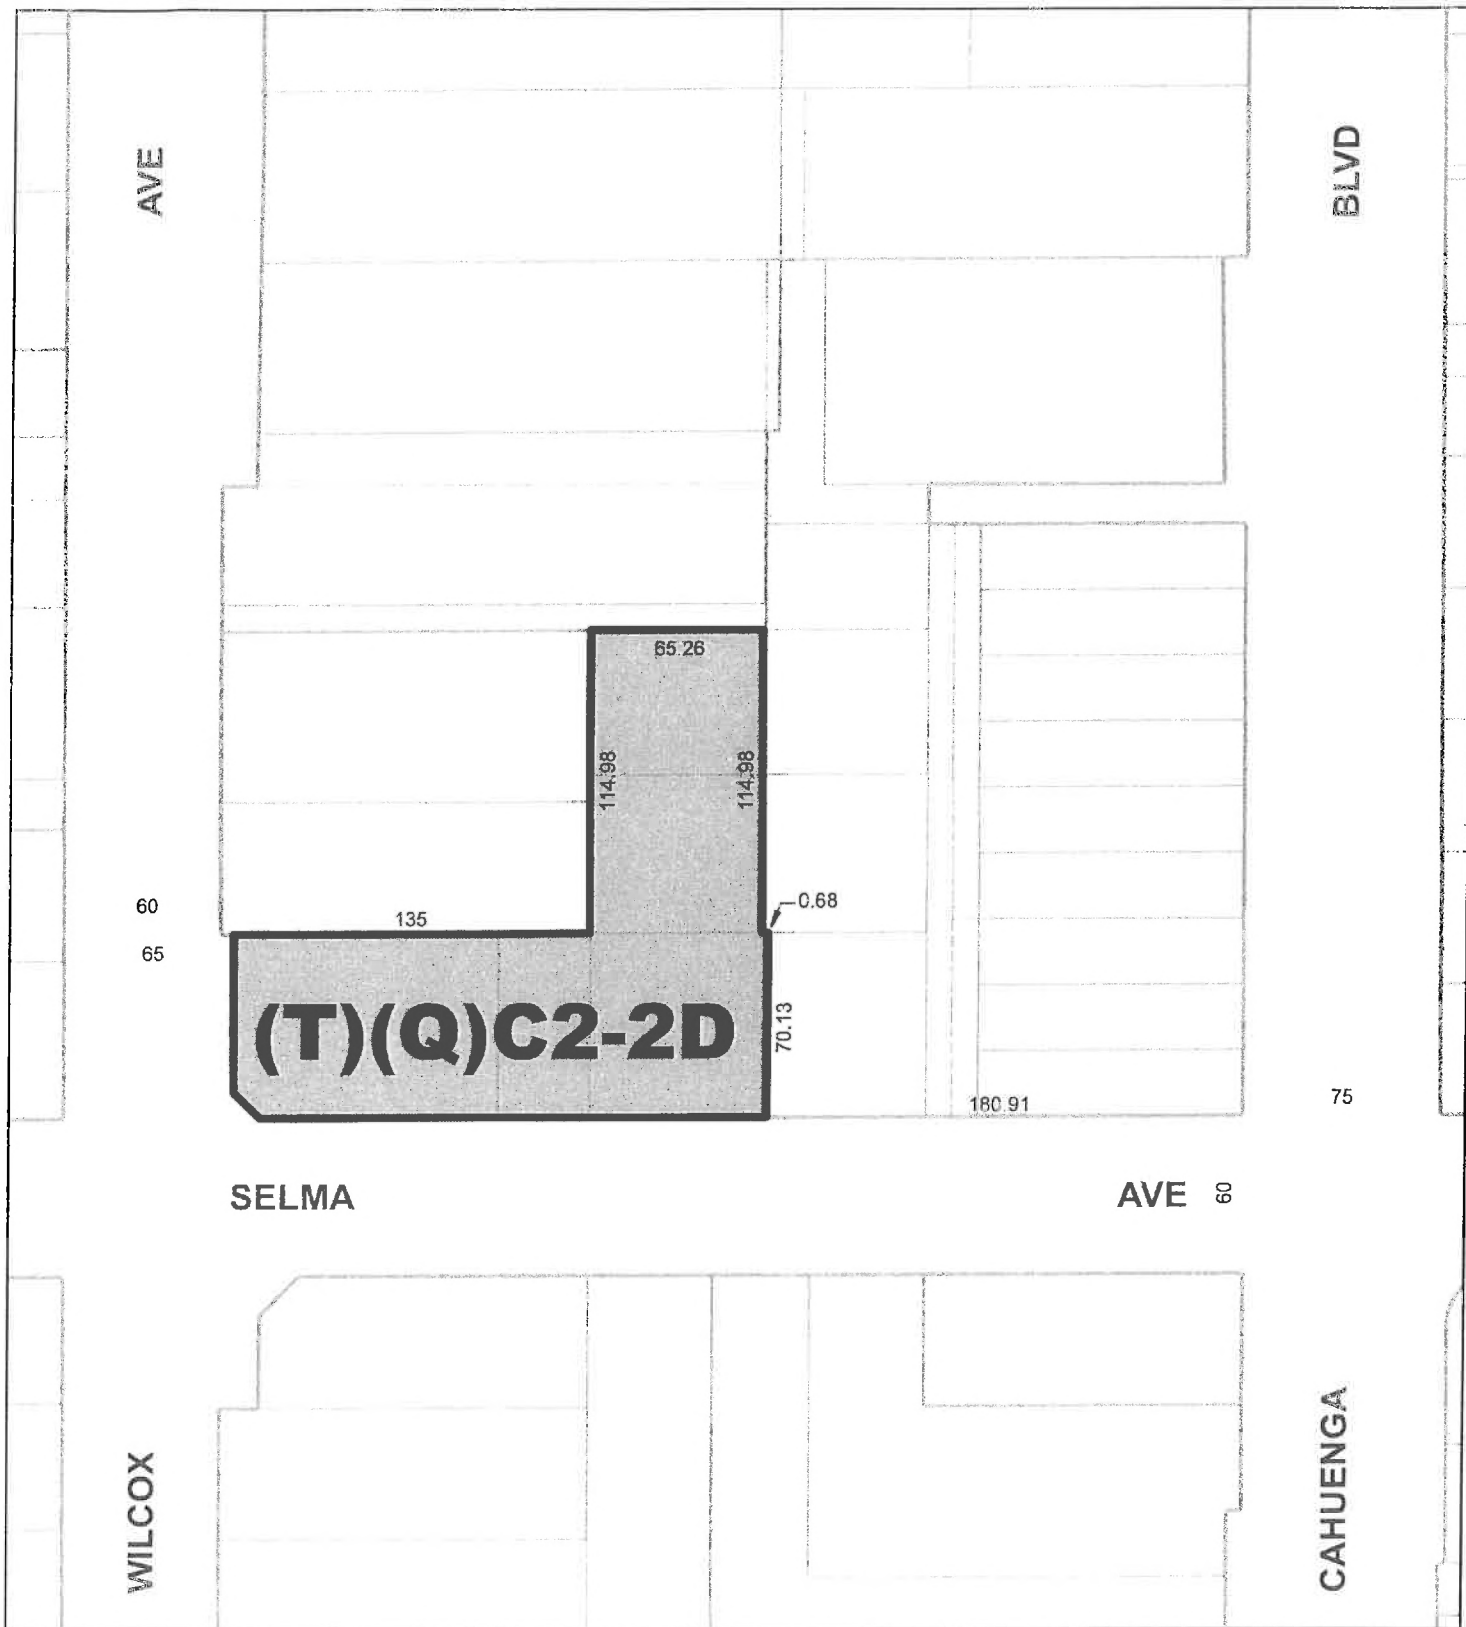 AVE
BLVD
65.26
114.98
114.98
0.68
60
135
65
(T)(Q)C2-2D
70.13
180.91
75
SELMA
AVE
60
WILCOX
CAHUENGA